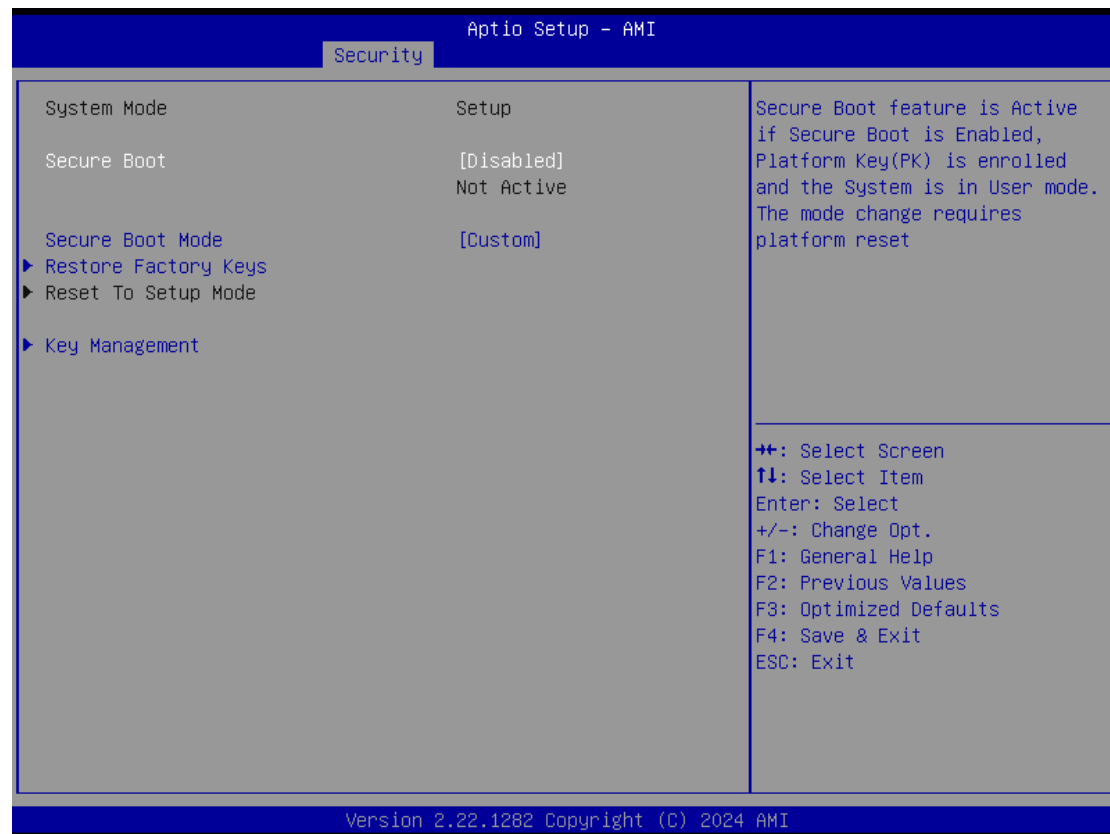 Aptio Setup – AMI
Security
System Mode Setup
Secure Boot [Disabled]
Not Active
Secure Boot Mode [Custom]
▶ Restore Factory Keys
▶ Reset To Setup Mode
▶ Key Management
Secure Boot feature is Active
if Secure Boot is Enabled,
Platform Key(PK) is enrolled
and the System is in User mode.
The mode change requires
platform reset
→←: Select Screen
↑↓: Select Item
Enter: Select
+/-: Change Opt.
F1: General Help
F2: Previous Values
F3: Optimized Defaults
F4: Save & Exit
ESC: Exit
Version 2.22.1282 Copyright (C) 2024 AMI